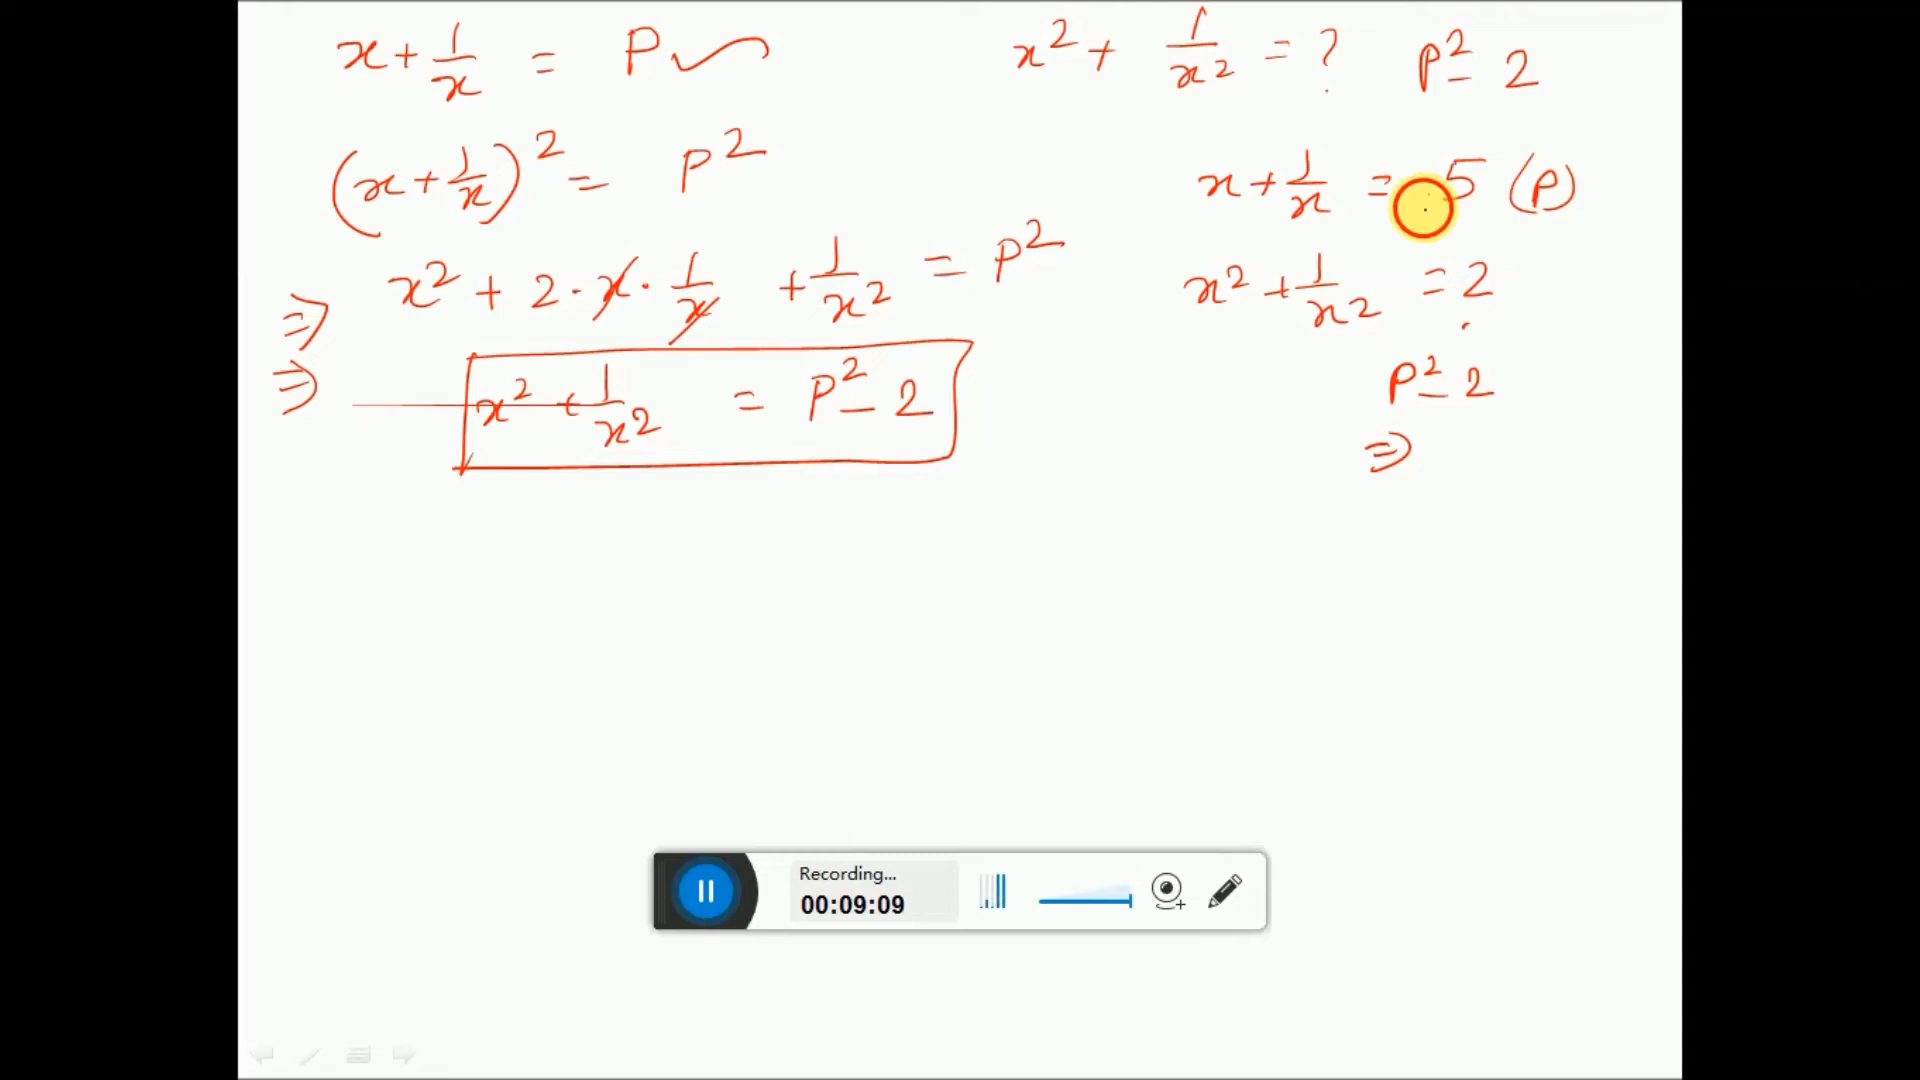 x + 1/x = P
(x + 1/x)² = P²
⇒ x² + 2 · x · 1/x + 1/x² = P²
⇒ x² + 1/x² = P² - 2
x² + 1/x² = ? P² - 2
x + 1/x = 5 (P)
x² + 1/x² = ?
P² - 2
⇒
Recording...
00:09:09